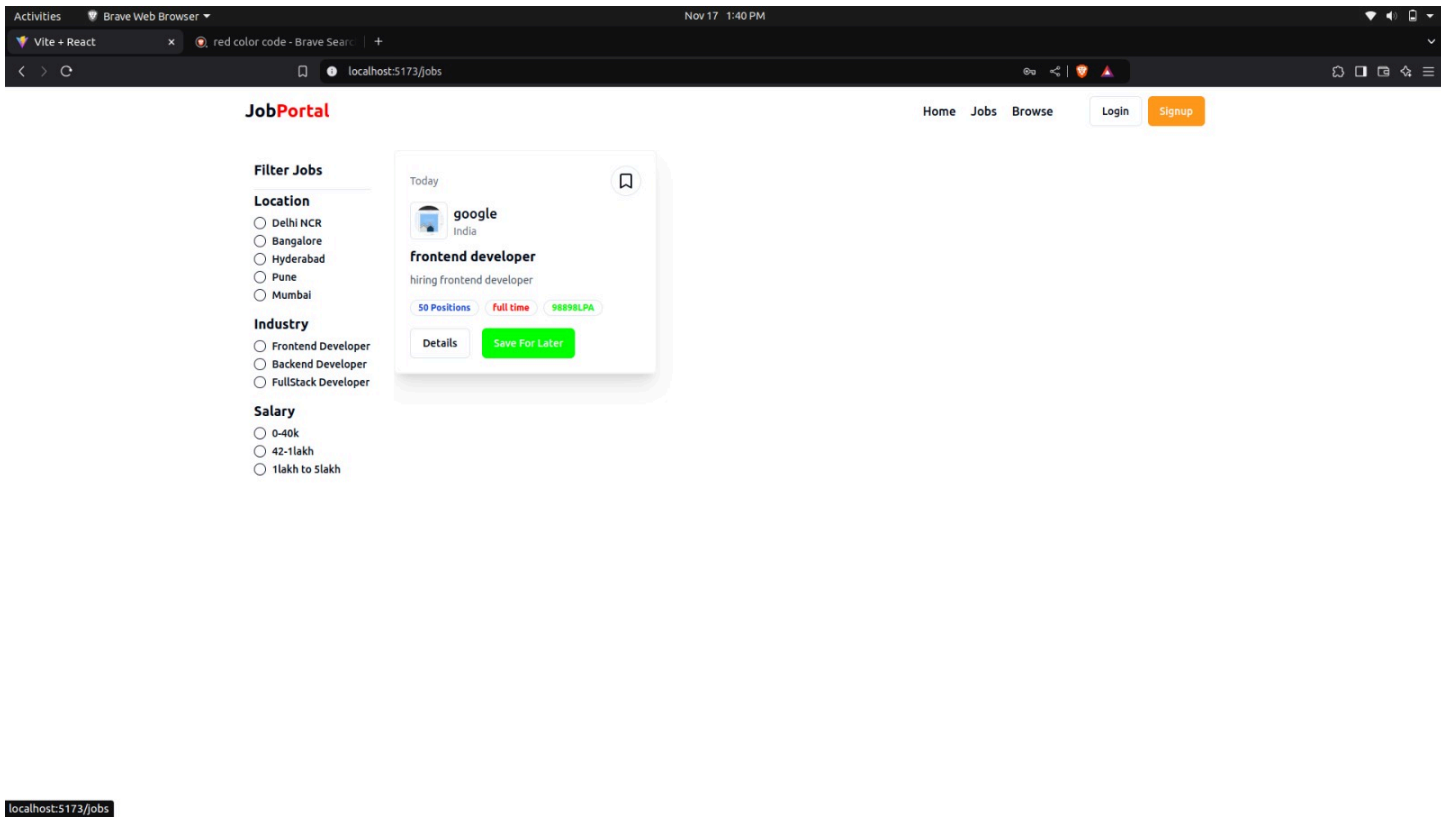 Activities Brave Web Browser Nov 17 1:40 PM
Vite + React red color code - Brave Searc
localhost:5173/jobs
JobPortal Home Jobs Browse Login Signup
Filter Jobs
Location
Delhi NCR
Bangalore
Hyderabad
Pune
Mumbai
Industry
Frontend Developer
Backend Developer
FullStack Developer
Salary
0-40k
42-1lakh
1lakh to 5lakh
Today
google
India
frontend developer
hiring frontend developer
50 Positions full time 98898LPA
Details Save For Later
localhost:5173/jobs